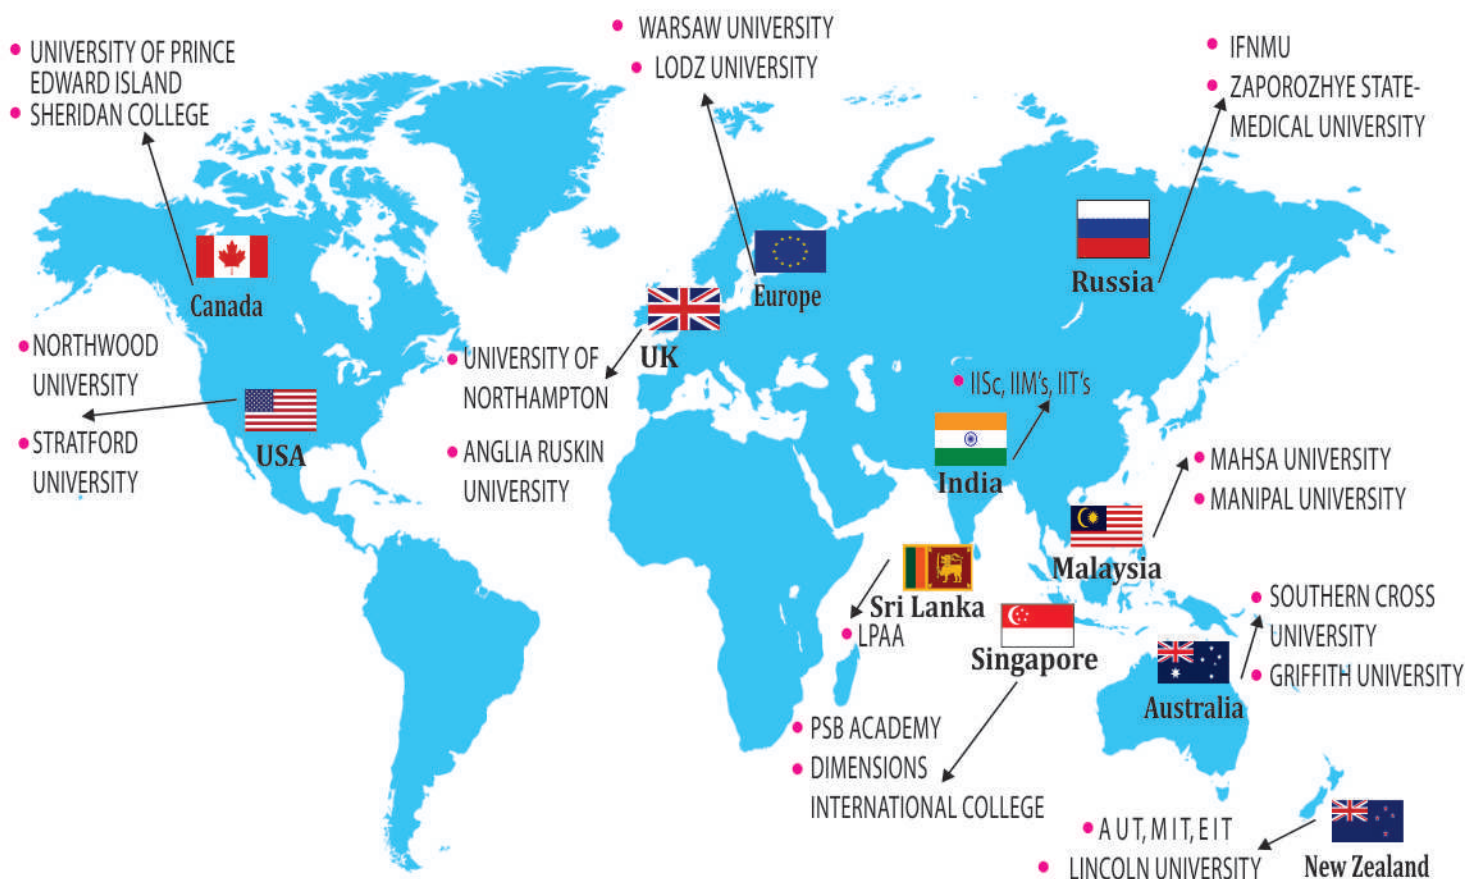 UNIVERSITY OF PRINCE
EDWARD ISLAND
SHERIDAN COLLEGE
Canada
WARSAW UNIVERSITY
LODZ UNIVERSITY
Europe
IFNMU
ZAPOROZHYE STATE-
MEDICAL UNIVERSITY
Russia
NORTHWOOD
UNIVERSITY
STRATFORD
UNIVERSITY
USA
UNIVERSITY OF
NORTHAMPTON
ANGLIA RUSKIN
UNIVERSITY
UK
IISc, IIM's, IIT's
India
MAHSA UNIVERSITY
MANIPAL UNIVERSITY
Malaysia
Sri Lanka
LPAA
Singapore
PSB ACADEMY
DIMENSIONS
INTERNATIONAL COLLEGE
SOUTHERN CROSS
UNIVERSITY
GRIFFITH UNIVERSITY
Australia
A UT, M IT, E IT
LINCOLN UNIVERSITY
New Zealand